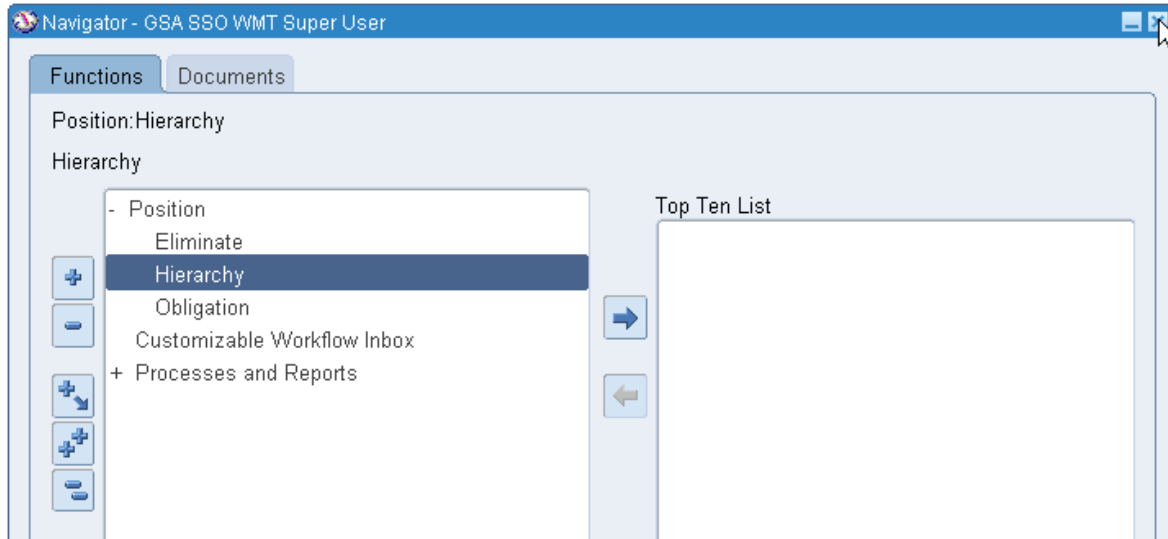 Navigator - GSA SSO WMT Super User
Functions Documents
Position:Hierarchy
Hierarchy
- Position
Eliminate
Hierarchy
Obligation
Customizable Workflow Inbox
+ Processes and Reports
Top Ten List